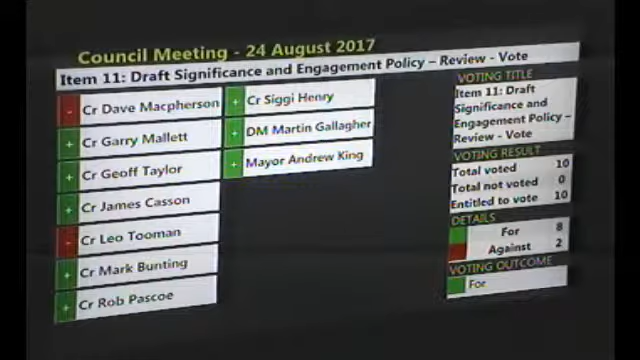 Council Meeting - 24 August 2017
Item 11: Draft Significance and Engagement Policy – Review - Vote
- Cr Dave Macpherson
+ Cr Garry Mallett
+ Cr Geoff Taylor
+ Cr James Casson
- Cr Leo Tooman
+ Cr Mark Bunting
+ Cr Rob Pascoe
+ Cr Siggi Henry
+ DM Martin Gallagher
+ Mayor Andrew King
VOTING TITLE
Item 11: Draft
Significance and
Engagement Policy –
Review - Vote
VOTING RESULT
Total voted 10
Total not voted 0
Entitled to vote 10
DETAILS
For 8
Against 2
VOTING OUTCOME
For